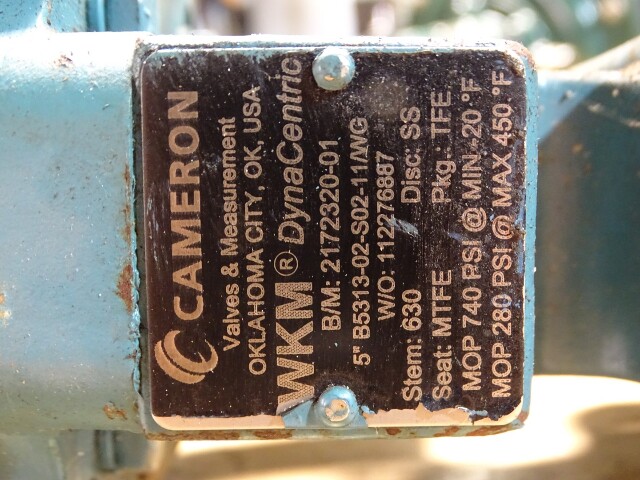 CAMERON
Valves & Measurement
OKLAHOMA CITY, OK, USA
WKM® DynaCentric
B/M: 2172320-01
5" B5313-02-S02-11/WG
W/O: 112276887
Stem: 630 Disc: SS
Seat: MTFE Pkg.: TFE
MOP 740 PSI @ MIN -20 °F
MOP 280 PSI @ MAX 450 °F